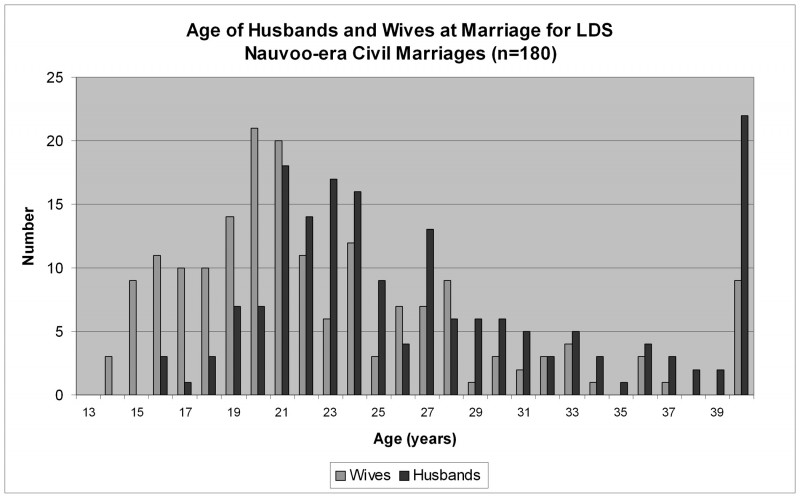 Age of Husbands and Wives at Marriage for LDS
Nauvoo-era Civil Marriages (n=180)
25
20
15
10
5
0
Number
13 15 17 19 21 23 25 27 29 31 33 35 37 39
Age (years)
Wives Husbands